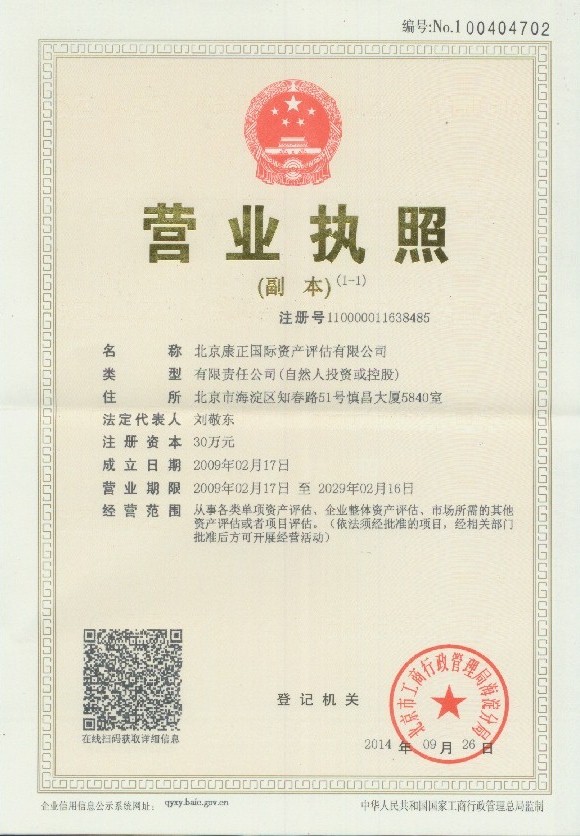 编号:No.1 00404702
营业执照
(副 本)(1-1)
注册号110000011638485
名 称 北京康正国际资产评估有限公司
类 型 有限责任公司(自然人投资或控股)
住 所 北京市海淀区知春路51号慎昌大厦5840室
法定代表人 刘敬东
注册资本 30万元
成立日期 2009年02月17日
营业期限 2009年02月17日 至 2029年02月16日
经营范围 从事各类单项资产评估、企业整体资产评估、市场所需的其他
资产评估或者项目评估。（依法须经批准的项目，经相关部门
批准后方可开展经营活动）
在线扫码获取详细信息
登记机关
北京市工商行政管理局海淀分局
2014 年 09 月 26 日
企业信用信息公示系统网址： qyxy.baic.gov.cn
中华人民共和国国家工商行政管理总局监制